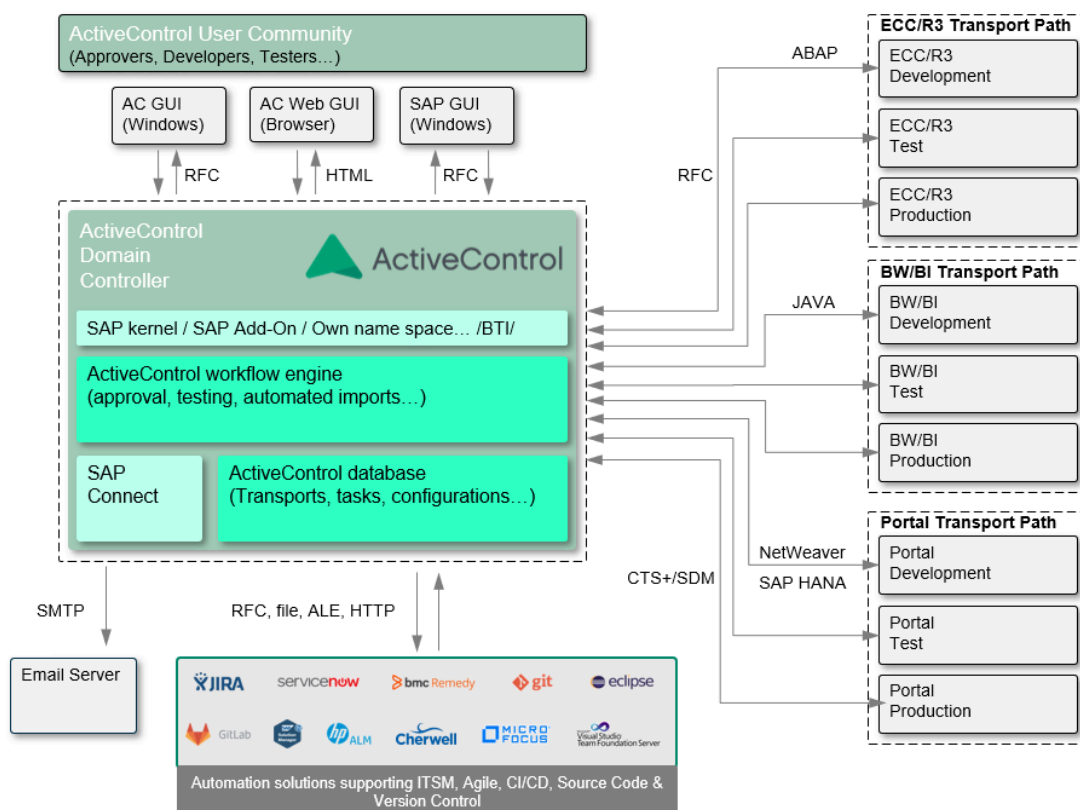 ActiveControl User Community
(Approvers, Developers, Testers…)
AC GUI
(Windows)
AC Web GUI
(Browser)
SAP GUI
(Windows)
RFC
HTML
RFC
ActiveControl
Domain
Controller
ActiveControl
SAP kernel / SAP Add-On / Own name space… /BTI/
ActiveControl workflow engine
(approval, testing, automated imports…)
SAP
Connect
ActiveControl database
(Transports, tasks, configurations…)
SMTP
RFC, file, ALE, HTTP
Email Server
JIRA
servicenow
bmc Remedy
git
eclipse
GitLab
hp ALM
Cherwell
MICRO
FOCUS
Visual Studio
Team Foundation Server
Automation solutions supporting ITSM, Agile, CI/CD, Source Code &
Version Control
ABAP
RFC
JAVA
NetWeaver
SAP HANA
CTS+/SDM
ECC/R3 Transport Path
ECC/R3
Development
ECC/R3
Test
ECC/R3
Production
BW/BI Transport Path
BW/BI
Development
BW/BI
Test
BW/BI
Production
Portal Transport Path
Portal
Development
Portal
Test
Portal
Production